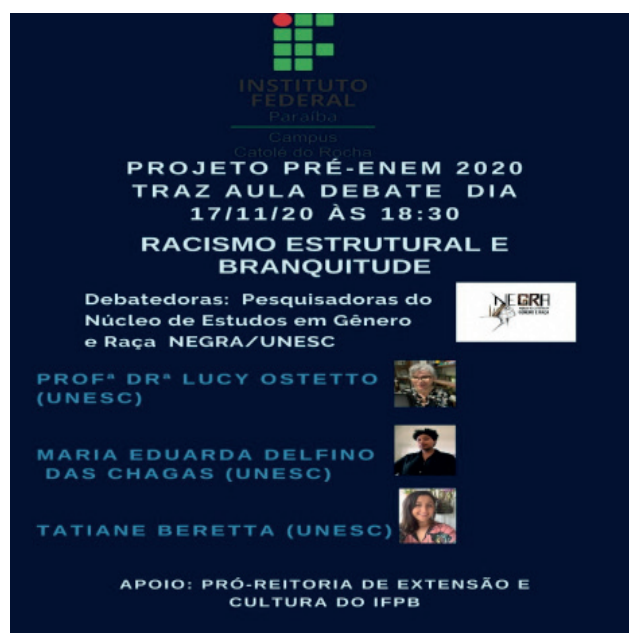 INSTITUTO
FEDERAL
Paraíba
Campus
Catolé do Rocha
PROJETO PRÉ-ENEM 2020
TRAZ AULA DEBATE DIA
17/11/20 ÀS 18:30
RACISMO ESTRUTURAL E
BRANQUITUDE
Debatedoras: Pesquisadoras do
Núcleo de Estudos em Gênero
e Raça NEGRA/UNESC
NEGRA
GÊNERO E RAÇA
PROFª DRª LUCY OSTETTO
(UNESC)
MARIA EDUARDA DELFINO
DAS CHAGAS (UNESC)
TATIANE BERETTA (UNESC)
APOIO: PRÓ-REITORIA DE EXTENSÃO E
CULTURA DO IFPB